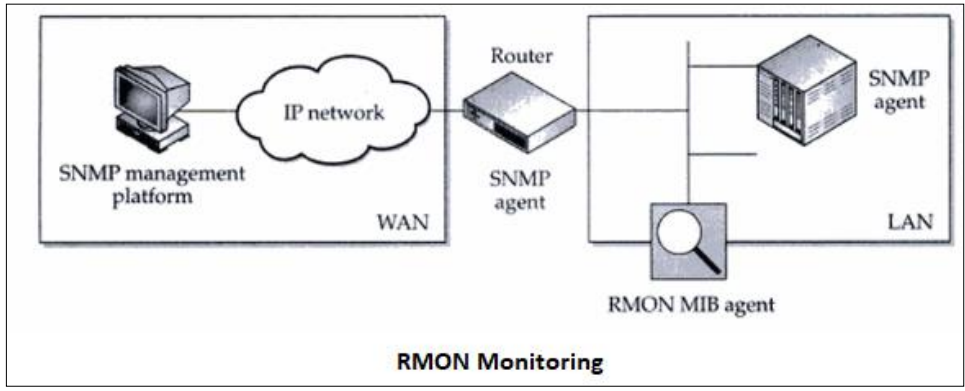 SNMP management
platform
IP network
WAN
Router
SNMP
agent
SNMP
agent
LAN
RMON MIB agent
RMON Monitoring